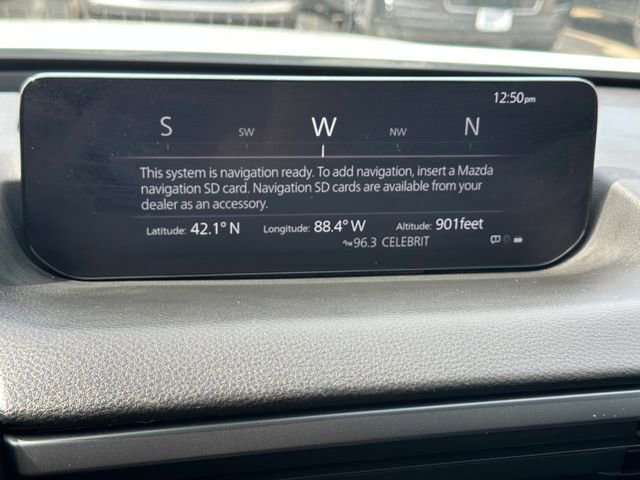 12:50pm
S SW W NW N
This system is navigation ready. To add navigation, insert a Mazda
navigation SD card. Navigation SD cards are available from your
dealer as an accessory.
Latitude: 42.1° N Longitude: 88.4° W Altitude: 901feet
FM 96.3 CELEBRIT